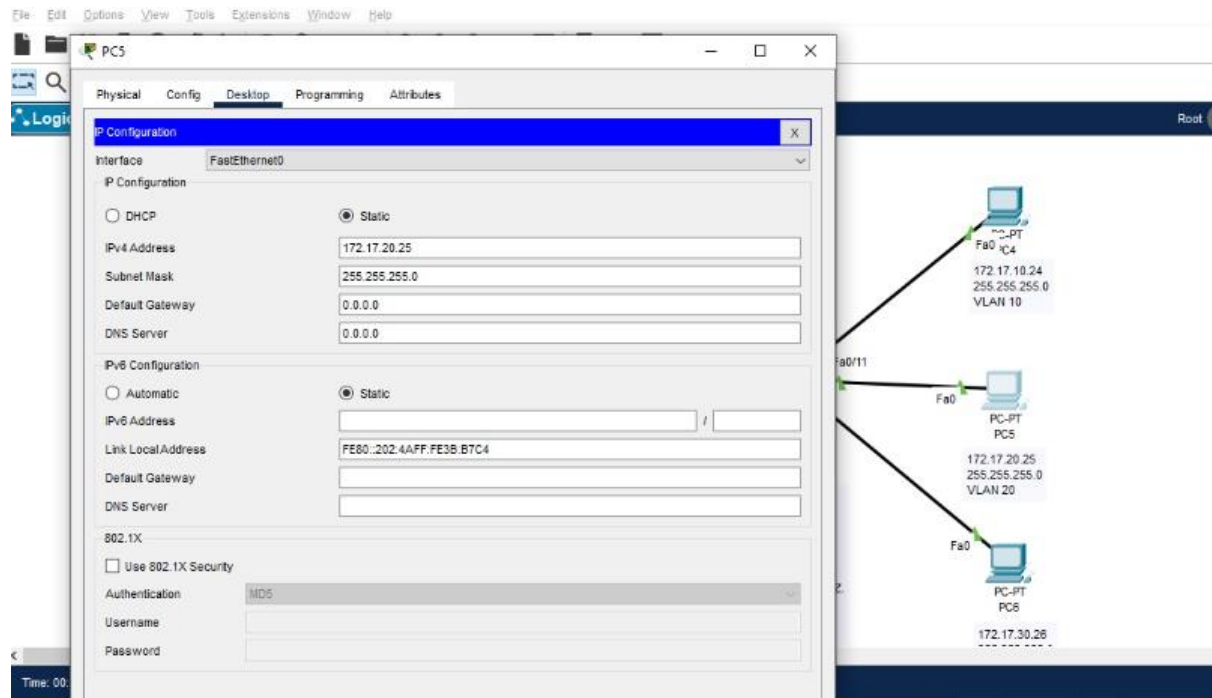 File Edit Options View Tools Extensions Window Help
PC5
Physical Config Desktop Programming Attributes
Logic
Root
IP Configuration X
Interface FastEthernet0
IP Configuration
DHCP Static
IPv4 Address 172.17.20.25
Subnet Mask 255.255.255.0
Default Gateway 0.0.0.0
DNS Server 0.0.0.0
IPv6 Configuration
Automatic Static
IPv6 Address /
Link Local Address FE80::202:4AFF:FE3B:B7C4
Default Gateway
DNS Server
802.1X
Use 802.1X Security
Authentication MD5
Username
Password
Time: 00:
Fa0
PC4
172.17.10.24
255.255.255.0
VLAN 10
Fa0/11
Fa0
PC-PT
PC5
172.17.20.25
255.255.255.0
VLAN 20
Fa0
PC-PT
PC6
172.17.30.26